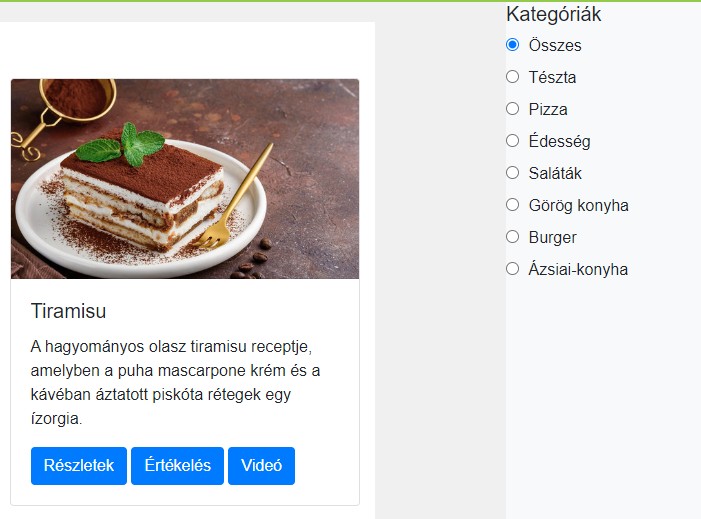 Kategóriák
Összes
Tészta
Pizza
Édesség
Saláták
Görög konyha
Burger
Ázsiai-konyha
Tiramisu
A hagyományos olasz tiramisu receptje,
amelyben a puha mascarpone krém és a
kávéban áztatott piskóta rétegek egy
ízorgia.
Részletek Értékelés Videó